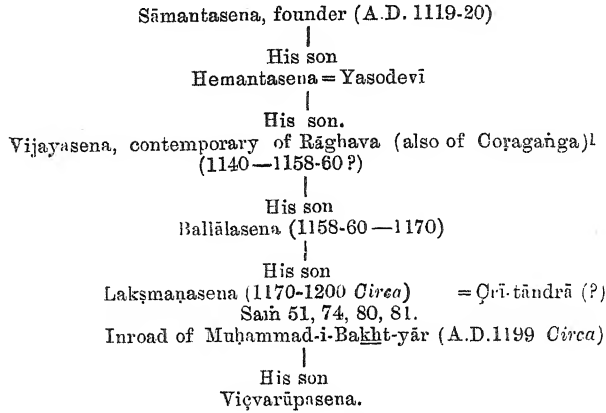 Sāmantasena, founder (A.D. 1119-20)
His son
Hemantasena = Yasodevī
His son.
Vijayasena, contemporary of Rāghava (also of Coṛagaṅga)1
(1140—1158-60?)
His son
Ballālasena (1158-60—1170)
His son
Lakṣmaṇasena (1170-1200 Circa) = Çrī-tāndrā (?)
Saṁ 51, 74, 80, 81.
Inroad of Muḥammad-i-Bakht-yār (A.D.1199 Circa)
His son
Viçvarūpasena.